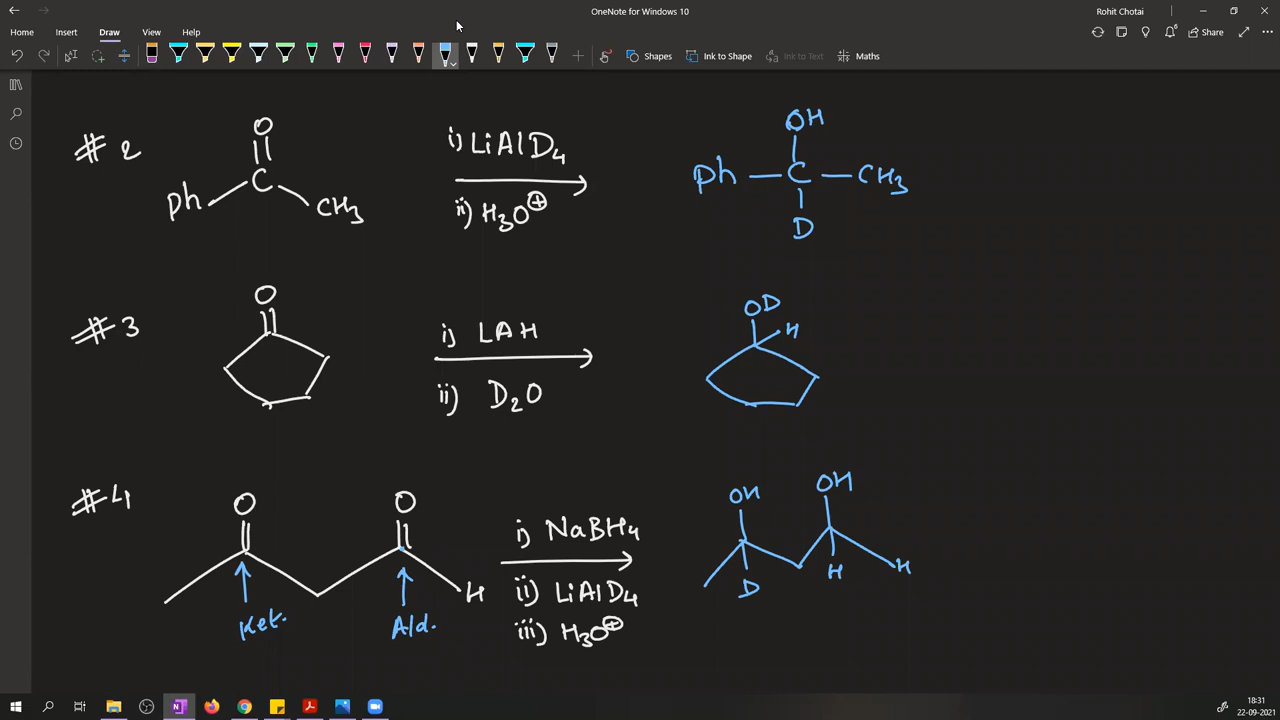 OneNote for Windows 10
Rohit Chotai
Home Insert Draw View Help
Share
Shapes Ink to Shape Ink to Text Maths
#2
O
||
C
Ph CH3
i) LiAlD4
ii) H3O⊕
OH
Ph — C — CH3
D
#3
O
i) LAH
ii) D2O
OD
H
#4
O O
H
Ket. Ald.
i) NaBH4
ii) LiAlD4
iii) H3O⊕
OH OH
D H H
18:31
22-09-2021